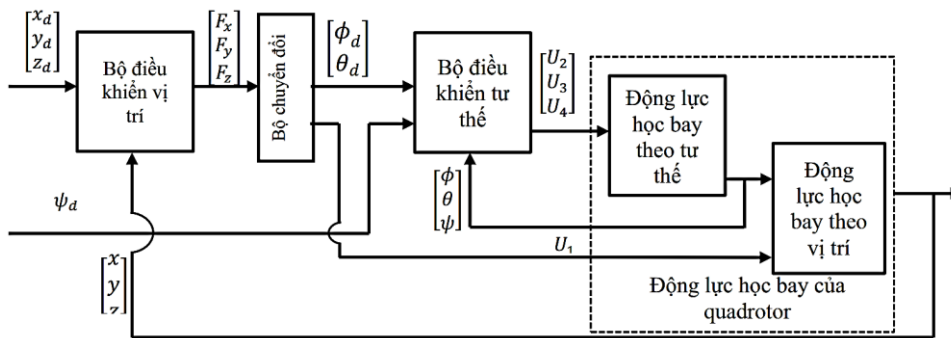 x_d
y_d
z_d
Bộ điều
khiển vị
trí
F_x
F_y
F_z
Bộ chuyển đổi
ϕ_d
θ_d
Bộ điều
khiển tư
thế
U_2
U_3
U_4
Động lực
học bay
theo tư
thế
Động
lực học
bay theo
vị trí
ψ_d
ϕ
θ
ψ
U_1
x
y
z
Động lực học bay của
quadrotor